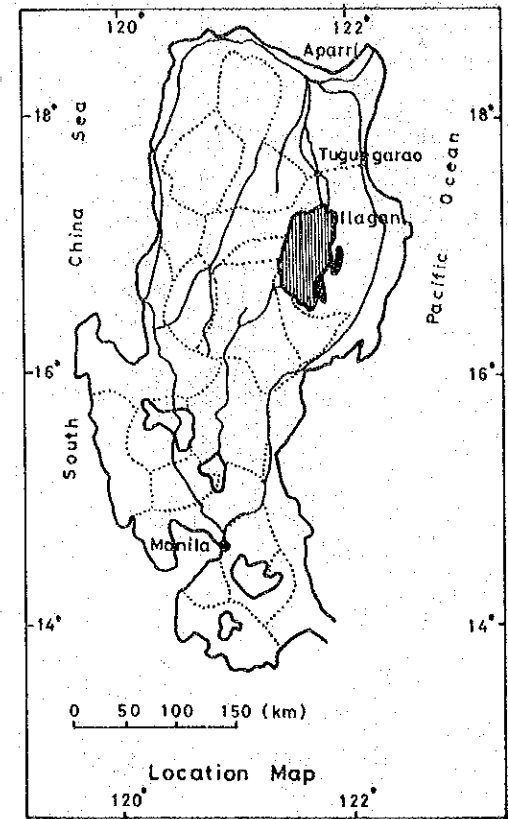 120° 122°
Aparri
18° 18°
Sea
Tuguegarao
Ocean
Ilagan
China
Pacific
16° 16°
South
Manila
14° 14°
0 50 100 150 (km)
Location Map
120° 122°